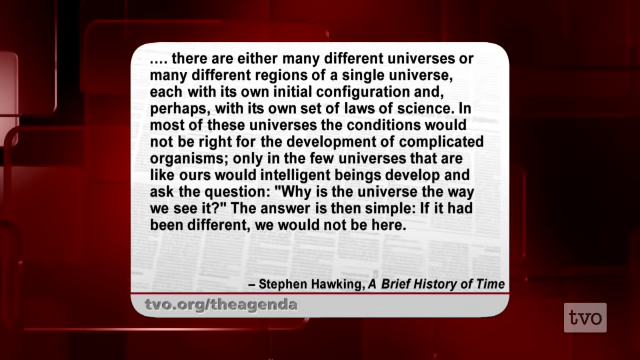 .... there are either many different universes or
many different regions of a single universe,
each with its own initial configuration and,
perhaps, with its own set of laws of science. In
most of these universes the conditions would
not be right for the development of complicated
organisms; only in the few universes that are
like ours would intelligent beings develop and
ask the question: "Why is the universe the way
we see it?" The answer is then simple: If it had
been different, we would not be here.
– Stephen Hawking, A Brief History of Time
tvo.org/theagenda
tvo